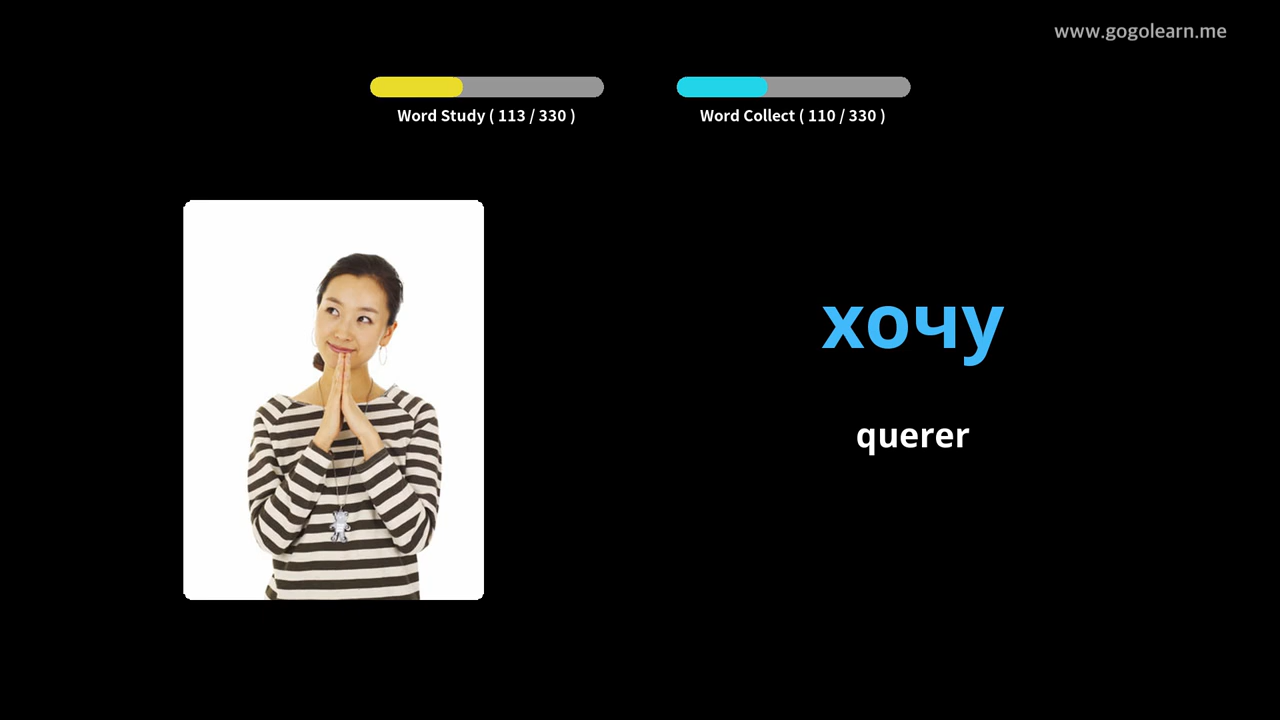 www.gogolearn.me
Word Study ( 113 / 330 )
Word Collect ( 110 / 330 )
хочу
querer